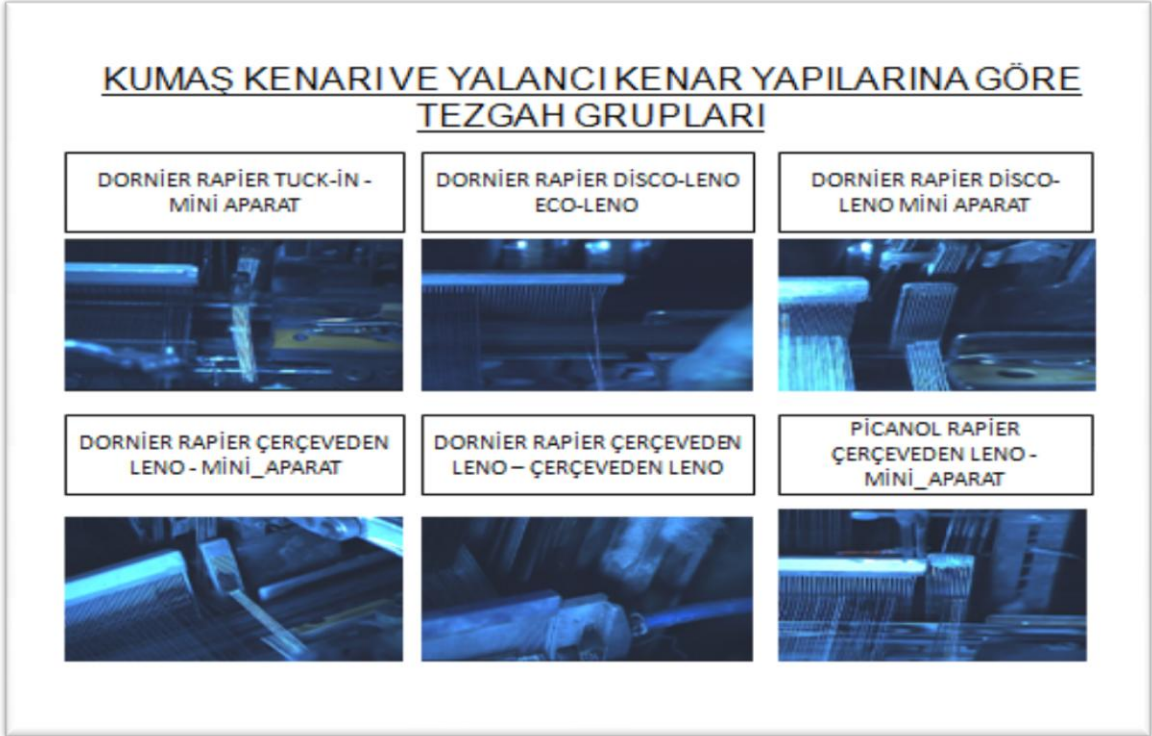 KUMAŞ KENARI VE YALANCI KENAR YAPILARINA GÖRE
TEZGAH GRUPLARI
DORNİER RAPİER TUCK-İN -
MİNİ APARAT
DORNİER RAPİER DİSCO-LENO
ECO-LENO
DORNİER RAPİER DİSCO-
LENO MİNİ APARAT
DORNİER RAPİER ÇERÇEVEDEN
LENO - MİNİ_APARAT
DORNİER RAPİER ÇERÇEVEDEN
LENO – ÇERÇEVEDEN LENO
PİCANOL RAPİER
ÇERÇEVEDEN LENO -
MİNİ_APARAT